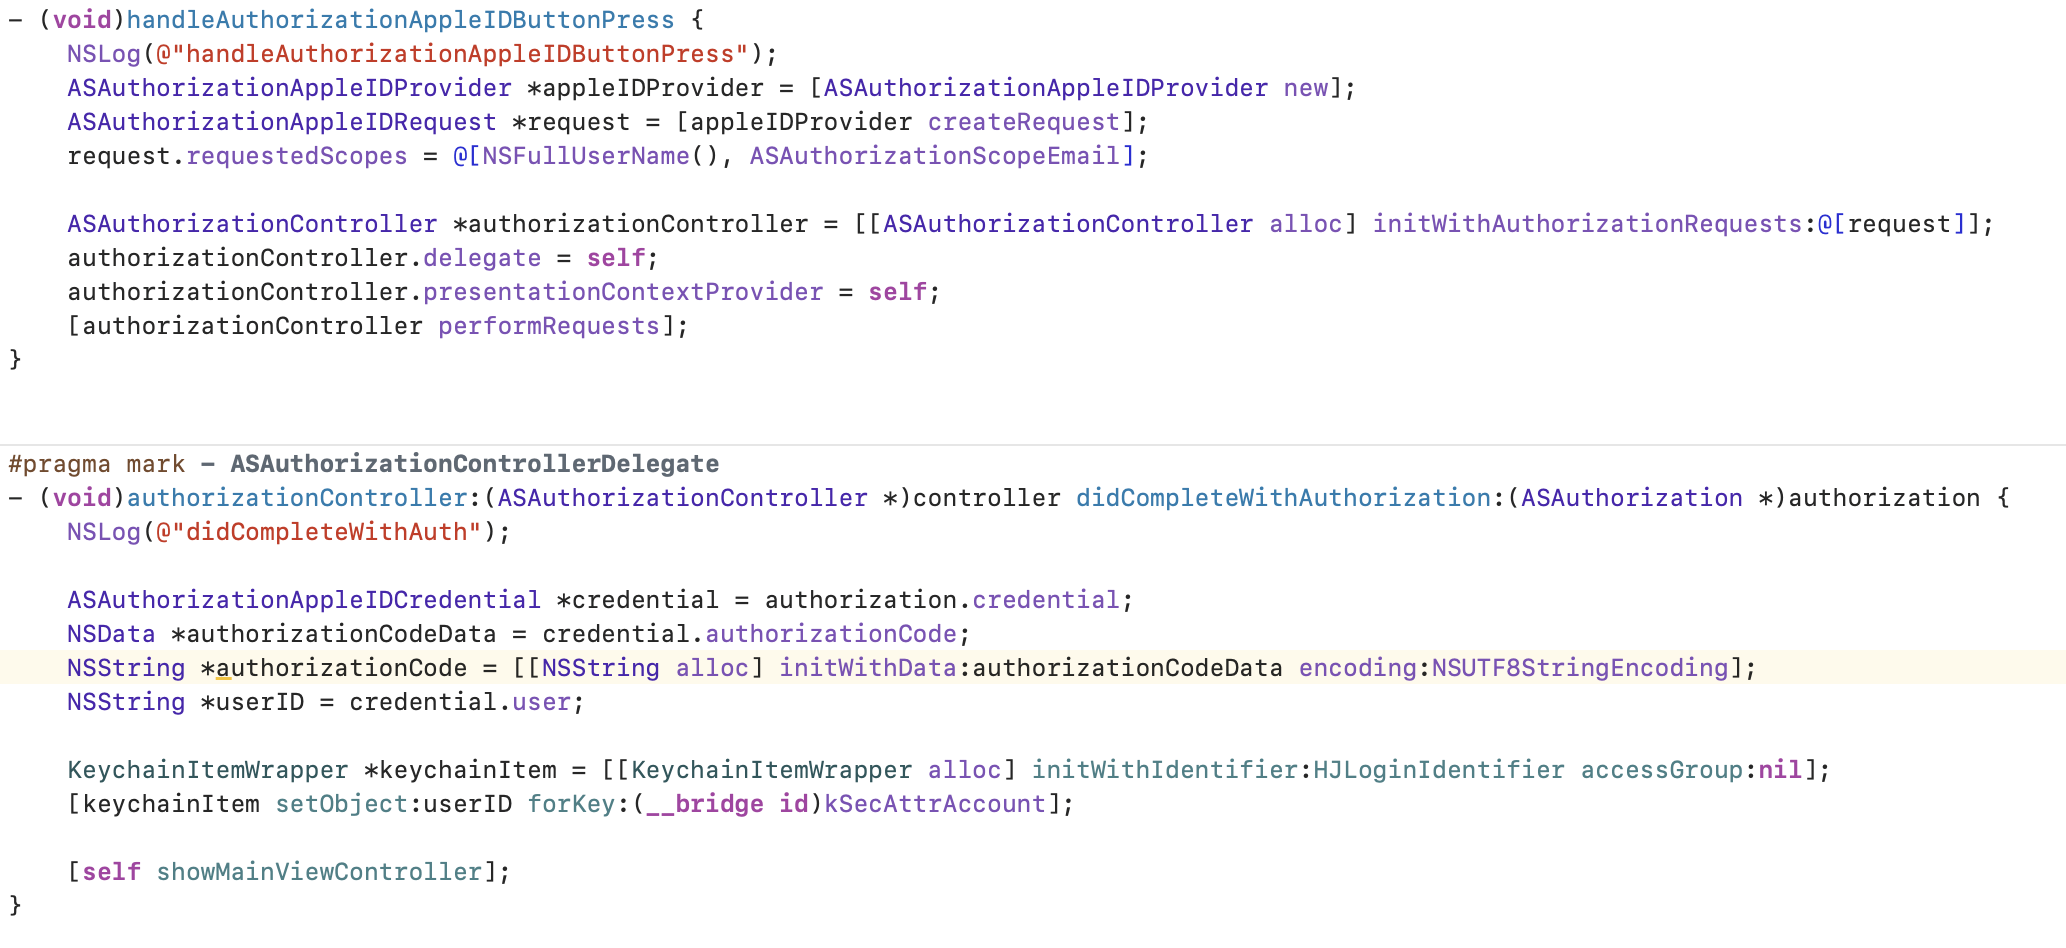 - (void)handleAuthorizationAppleIDButtonPress {
    NSLog(@"handleAuthorizationAppleIDButtonPress");
    ASAuthorizationAppleIDProvider *appleIDProvider = [ASAuthorizationAppleIDProvider new];
    ASAuthorizationAppleIDRequest *request = [appleIDProvider createRequest];
    request.requestedScopes = @[NSFullUserName(), ASAuthorizationScopeEmail];

    ASAuthorizationController *authorizationController = [[ASAuthorizationController alloc] initWithAuthorizationRequests:@[request]];
    authorizationController.delegate = self;
    authorizationController.presentationContextProvider = self;
    [authorizationController performRequests];
}

#pragma mark - ASAuthorizationControllerDelegate
- (void)authorizationController:(ASAuthorizationController *)controller didCompleteWithAuthorization:(ASAuthorization *)authorization {
    NSLog(@"didCompleteWithAuth");

    ASAuthorizationAppleIDCredential *credential = authorization.credential;
    NSData *authorizationCodeData = credential.authorizationCode;
    NSString *authorizationCode = [[NSString alloc] initWithData:authorizationCodeData encoding:NSUTF8StringEncoding];
    NSString *userID = credential.user;

    KeychainItemWrapper *keychainItem = [[KeychainItemWrapper alloc] initWithIdentifier:HJLoginIdentifier accessGroup:nil];
    [keychainItem setObject:userID forKey:(__bridge id)kSecAttrAccount];

    [self showMainViewController];
}